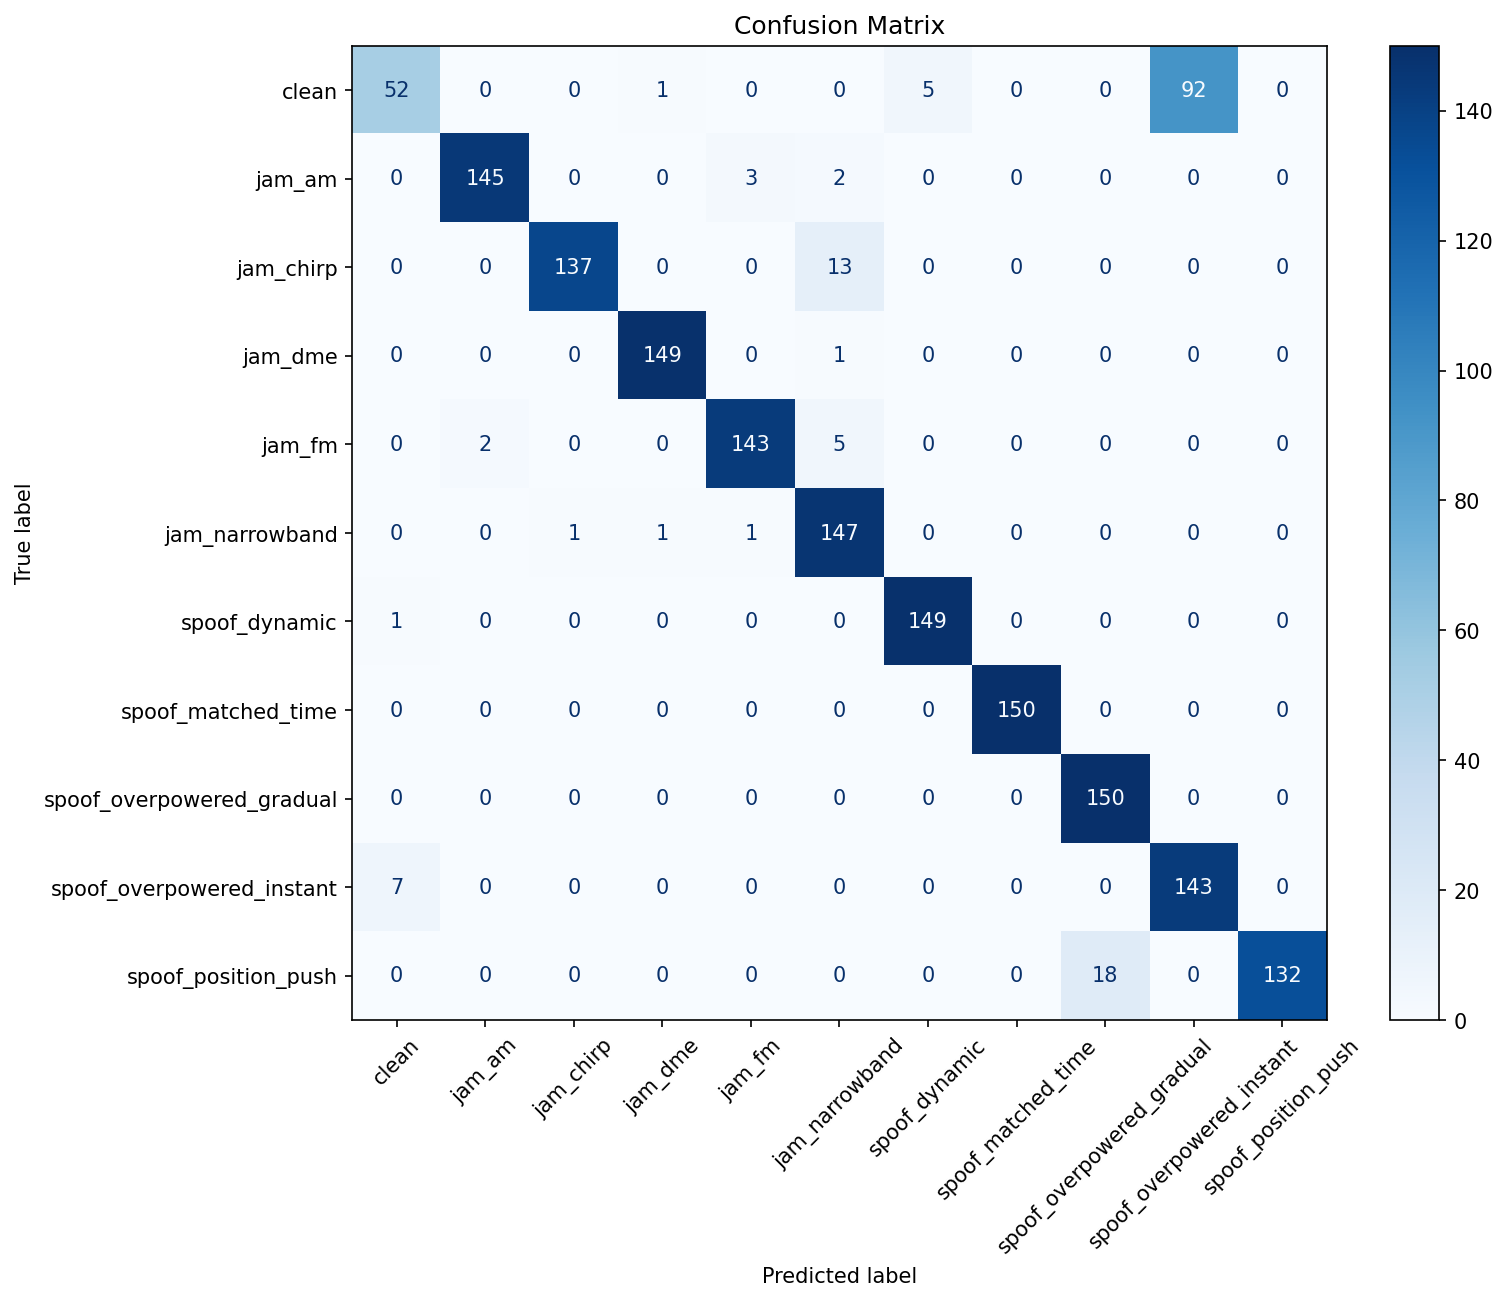 Confusion Matrix
clean 52 0 0 1 0 0 5 0 0 92 0
jam_am 0 145 0 0 3 2 0 0 0 0 0
jam_chirp 0 0 137 0 0 13 0 0 0 0 0
jam_dme 0 0 0 149 0 1 0 0 0 0 0
jam_fm 0 2 0 0 143 5 0 0 0 0 0
jam_narrowband 0 0 1 1 1 147 0 0 0 0 0
spoof_dynamic 1 0 0 0 0 0 149 0 0 0 0
spoof_matched_time 0 0 0 0 0 0 0 150 0 0 0
spoof_overpowered_gradual 0 0 0 0 0 0 0 0 150 0 0
spoof_overpowered_instant 7 0 0 0 0 0 0 0 0 143 0
spoof_position_push 0 0 0 0 0 0 0 0 18 0 132
True label
clean
jam_am
jam_chirp
jam_dme
jam_fm
jam_narrowband
spoof_dynamic
spoof_matched_time
spoof_overpowered_gradual
spoof_overpowered_instant
spoof_position_push
Predicted label
140
120
100
80
60
40
20
0